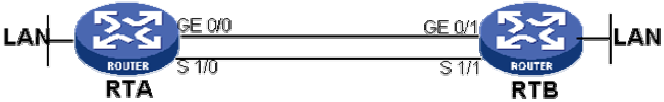 GE 0/0 GE 0/1
LAN LAN
ROUTER ROUTER
S 1/0 S 1/1
RTA RTB